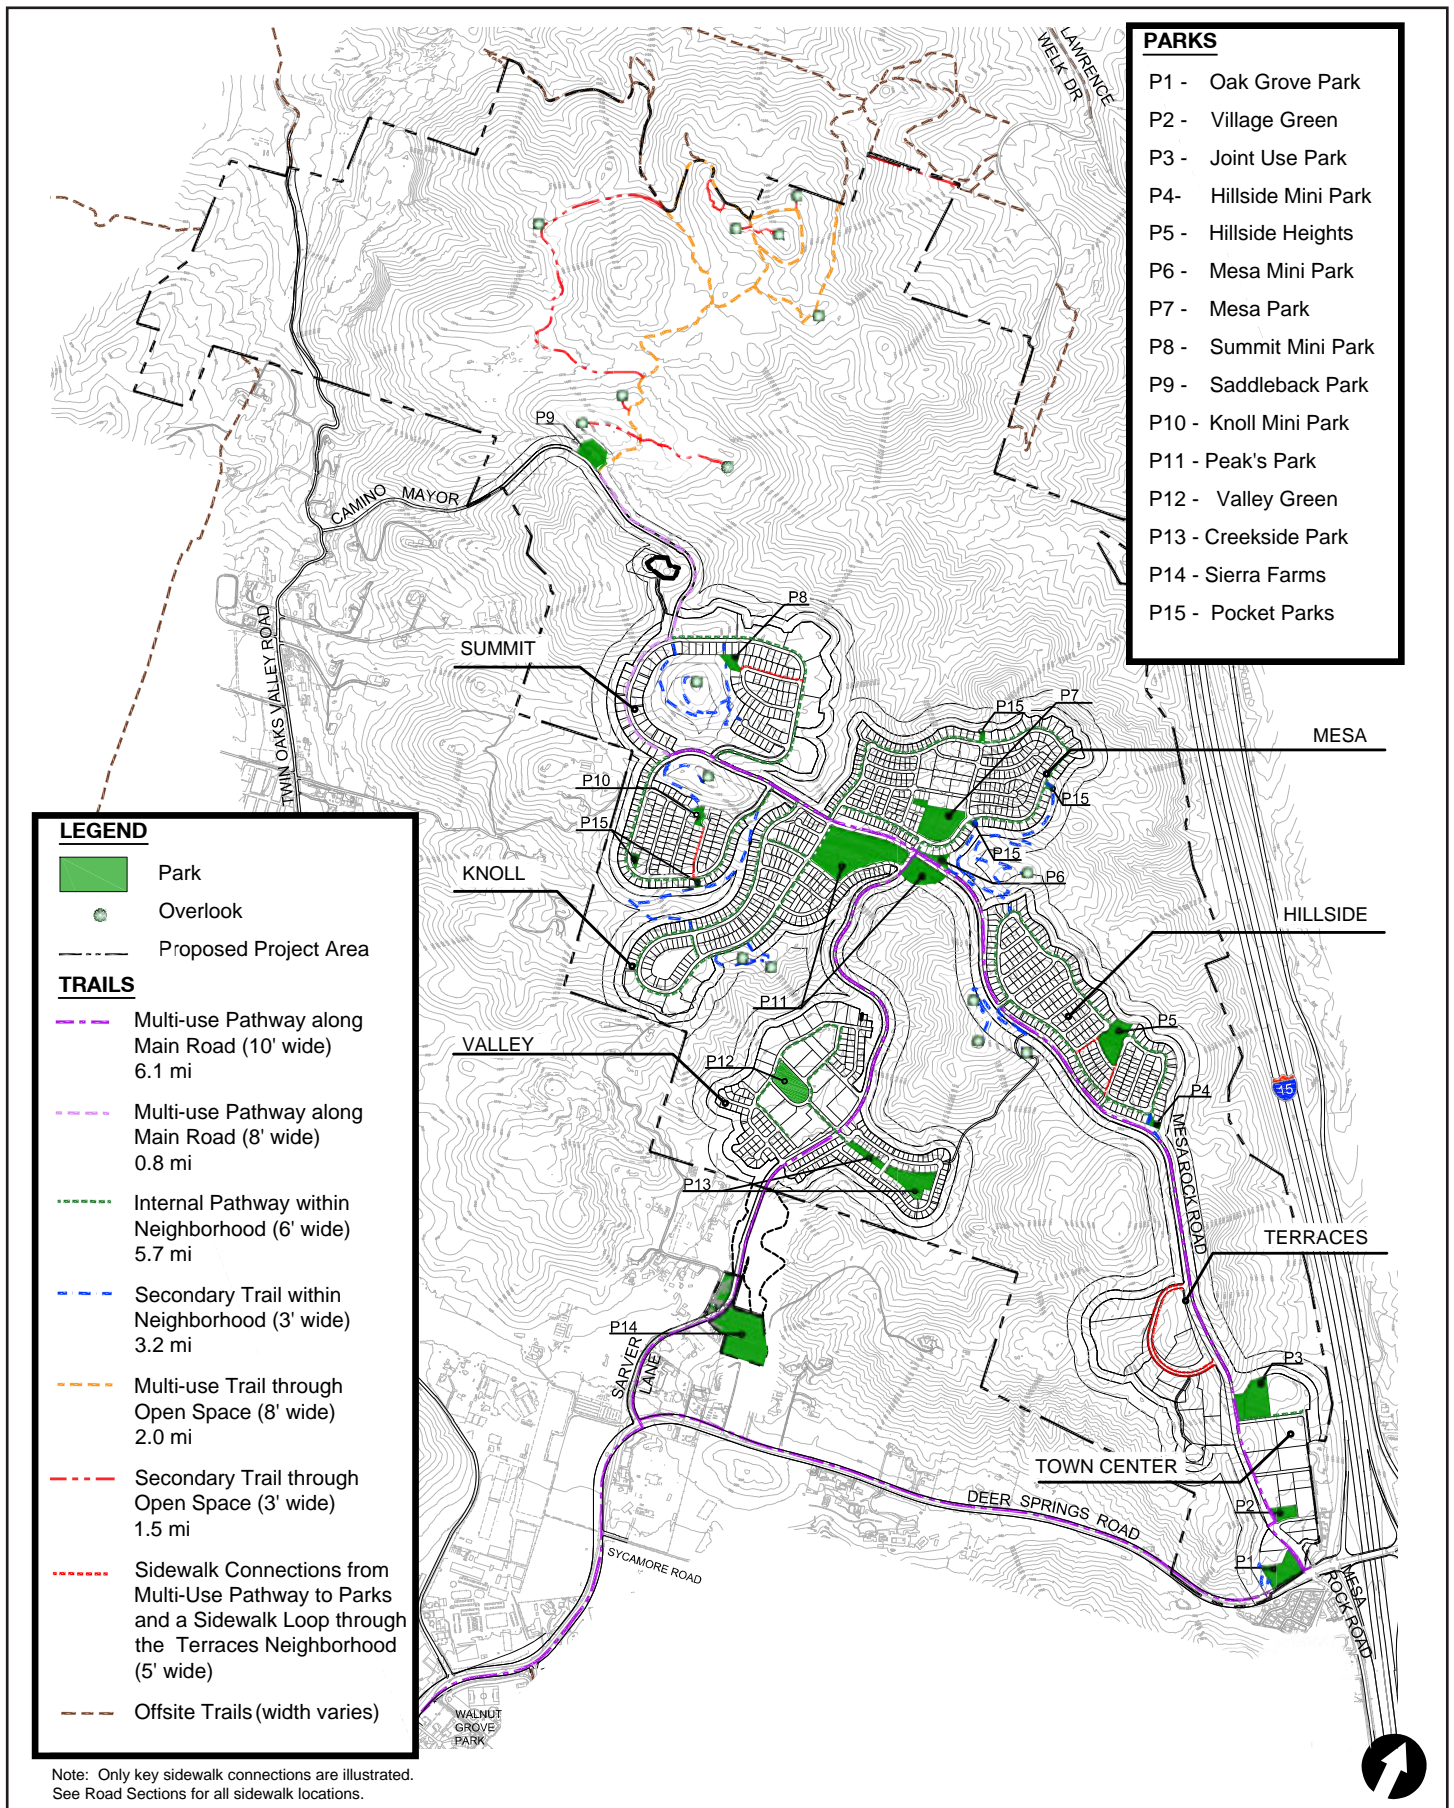 LAWRENCE
WELK DR
PARKS
P1 - Oak Grove Park
P2 - Village Green
P3 - Joint Use Park
P4- Hillside Mini Park
P5 - Hillside Heights
P6 - Mesa Mini Park
P7 - Mesa Park
P8 - Summit Mini Park
P9 - Saddleback Park
P10 - Knoll Mini Park
P11 - Peak's Park
P12 - Valley Green
P13 - Creekside Park
P14 - Sierra Farms
P15 - Pocket Parks
P9
CAMINO MAYOR
TWIN OAKS VALLEY ROAD
P8
SUMMIT
P7
P15
MESA
P10
P15
P15
P15
P6
KNOLL
HILLSIDE
P11
P5
VALLEY
P12
P4
15
MESA ROCK ROAD
P13
TERRACES
P14
SARVER
LANE
P3
TOWN CENTER
DEER SPRINGS ROAD
P2
P1
SYCAMORE ROAD
MESA
ROCK ROAD
WALNUT
GROVE
PARK
LEGEND
Park
Overlook
Proposed Project Area
TRAILS
Multi-use Pathway along
Main Road (10' wide)
6.1 mi
Multi-use Pathway along
Main Road (8' wide)
0.8 mi
Internal Pathway within
Neighborhood (6' wide)
5.7 mi
Secondary Trail within
Neighborhood (3' wide)
3.2 mi
Multi-use Trail through
Open Space (8' wide)
2.0 mi
Secondary Trail through
Open Space (3' wide)
1.5 mi
Sidewalk Connections from
Multi-Use Pathway to Parks
and a Sidewalk Loop through
the Terraces Neighborhood
(5' wide)
Offsite Trails (width varies)
Note: Only key sidewalk connections are illustrated.
See Road Sections for all sidewalk locations.